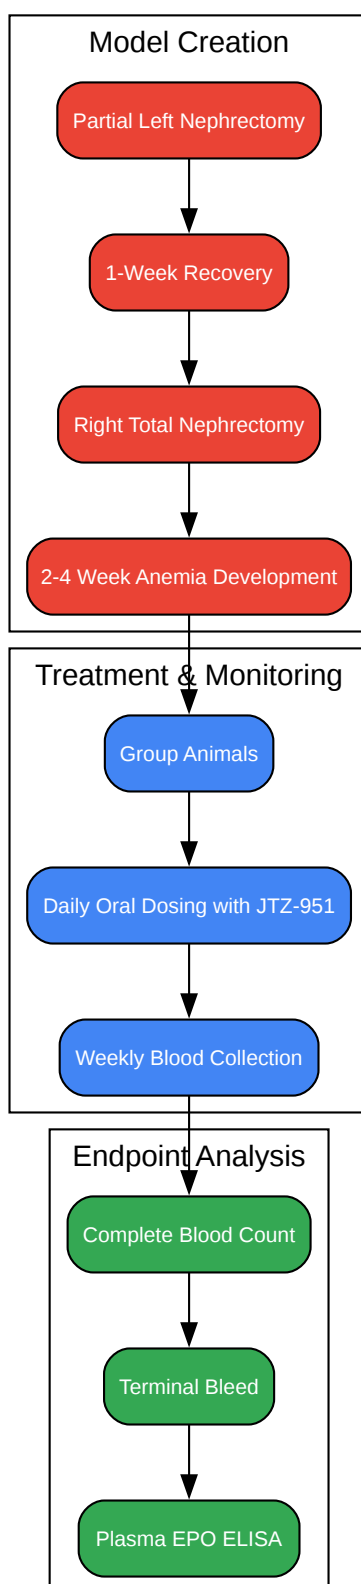 Model Creation
Partial Left Nephrectomy
1-Week Recovery
Right Total Nephrectomy
2-4 Week Anemia Development
Treatment & Monitoring
Group Animals
Daily Oral Dosing with JTZ-951
Weekly Blood Collection
Endpoint Analysis
Complete Blood Count
Terminal Bleed
Plasma EPO ELISA